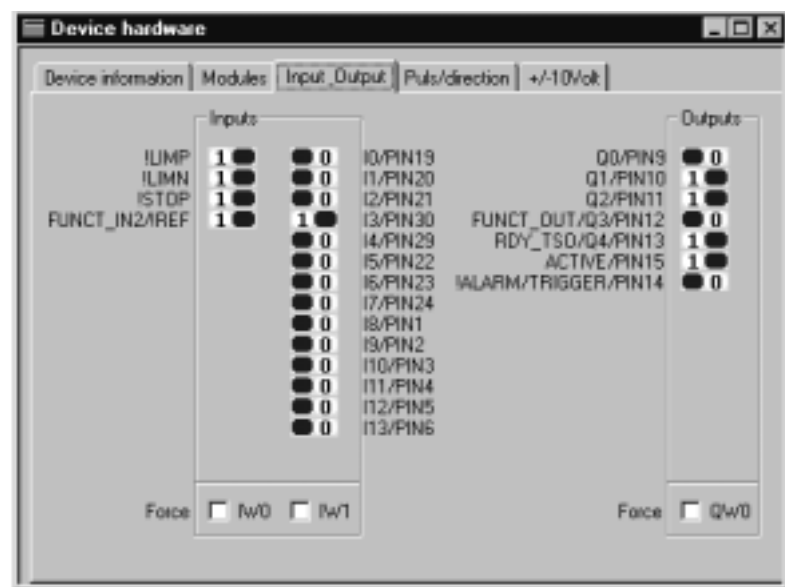 Device hardware
Device information Modules Input_Output Puls/direction +/-10Volt
Inputs Outputs
!LIMP 1 0 I0/PIN19 Q0/PIN9 0
!LIMN 1 0 I1/PIN20 Q1/PIN10 1
!STOP 1 0 I2/PIN21 Q2/PIN11 1
FUNCT_IN2/IREF 1 1 I3/PIN30 FUNCT_OUT/Q3/PIN12 0
0 I4/PIN29 RDY_TSO/Q4/PIN13 1
0 I5/PIN22 ACTIVE/PIN15 1
0 I6/PIN23 !ALARM/TRIGGER/PIN14 0
0 I7/PIN24
0 I8/PIN1
0 I9/PIN2
0 I10/PIN3
0 I11/PIN4
0 I12/PIN5
0 I13/PIN6
Force IW0 IW1 Force QW0